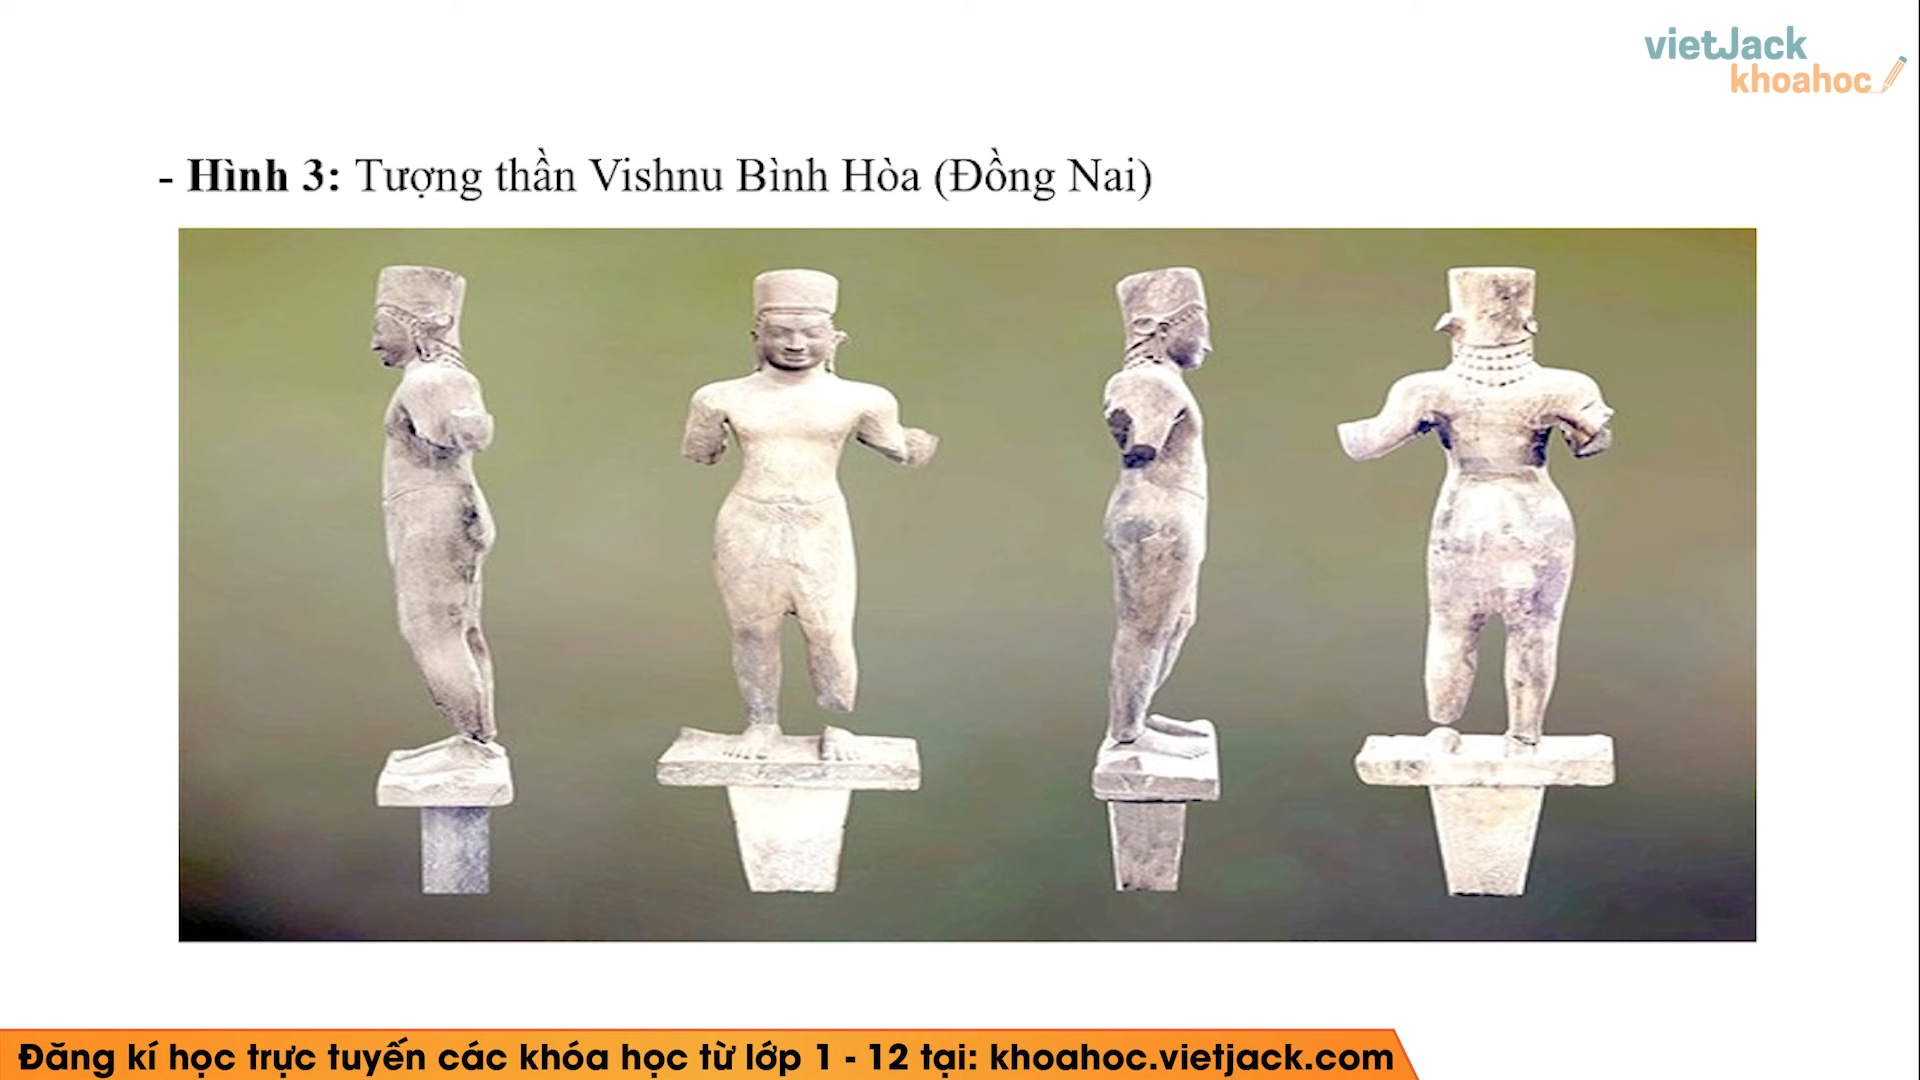 vietJack
khoahoc
- Hình 3: Tượng thần Vishnu Bình Hòa (Đồng Nai)
Đăng kí học trực tuyến các khóa học từ lớp 1 - 12 tại: khoahoc.vietjack.com